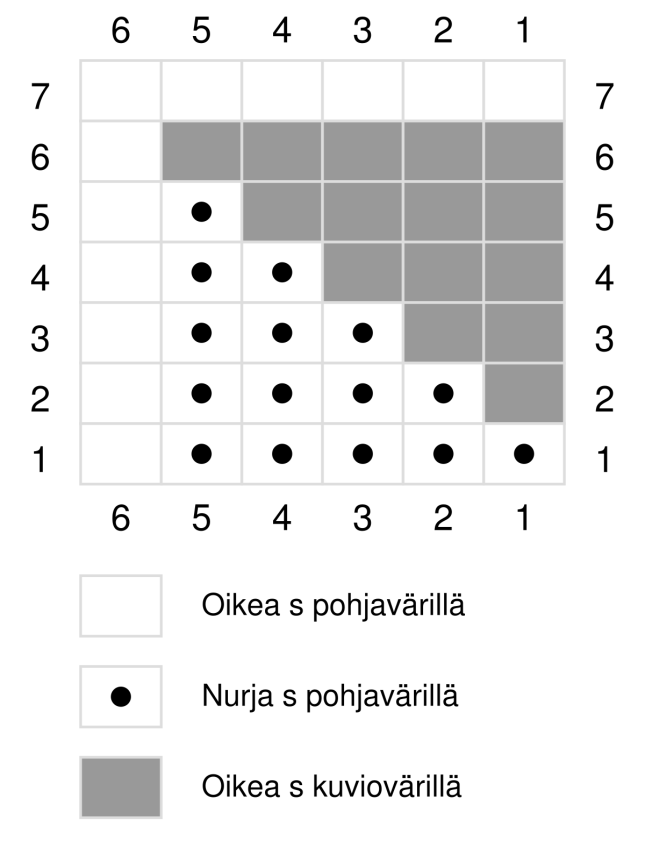 6 5 4 3 2 1
7 7
6 6
5 5
4 4
3 3
2 2
1 1
6 5 4 3 2 1
Oikea s pohjavärillä
Nurja s pohjavärillä
Oikea s kuviovärillä